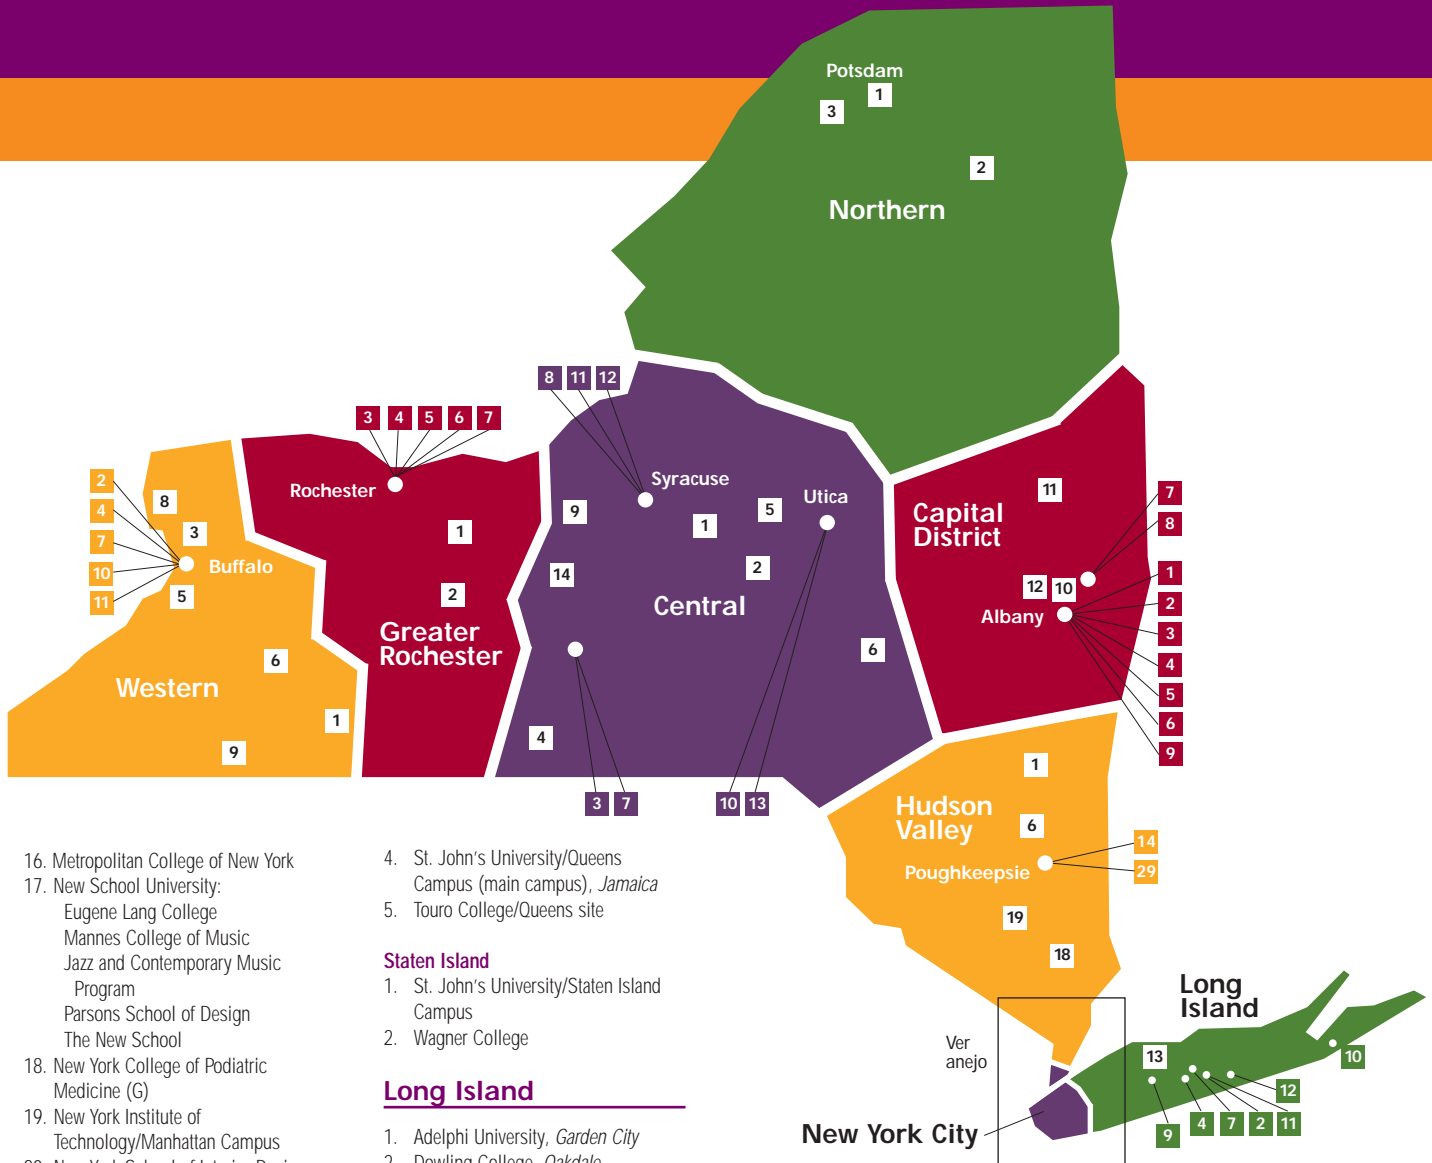 Potsdam
1
3
2
Northern
8 11 12
3 4 5 6 7
Syracuse
Rochester
Utica
2
4
7
10
11
8
3
Buffalo
5
1
2
9
5
1
2
14
Central
Capital
District
11
7
8
12 10
Albany
1
2
3
4
5
6
9
Greater
Rochester
6
6
Western
1
9
4
3 7
10 13
1
Hudson
Valley
6
14
29
Poughkeepsie
19
18
Long
Island
Ver
anejo
13
10
12
4 7 2 11
9
New York City
16. Metropolitan College of New York
17. New School University:
Eugene Lang College
Mannes College of Music
Jazz and Contemporary Music
Program
Parsons School of Design
The New School
18. New York College of Podiatric
Medicine (G)
19. New York Institute of
Technology/Manhattan Campus
4. St. John’s University/Queens
Campus (main campus), Jamaica
5. Touro College/Queens site
Staten Island
1. St. John’s University/Staten Island
Campus
2. Wagner College
Long Island
1. Adelphi University, Garden City
2. Dowling College, Oakdale